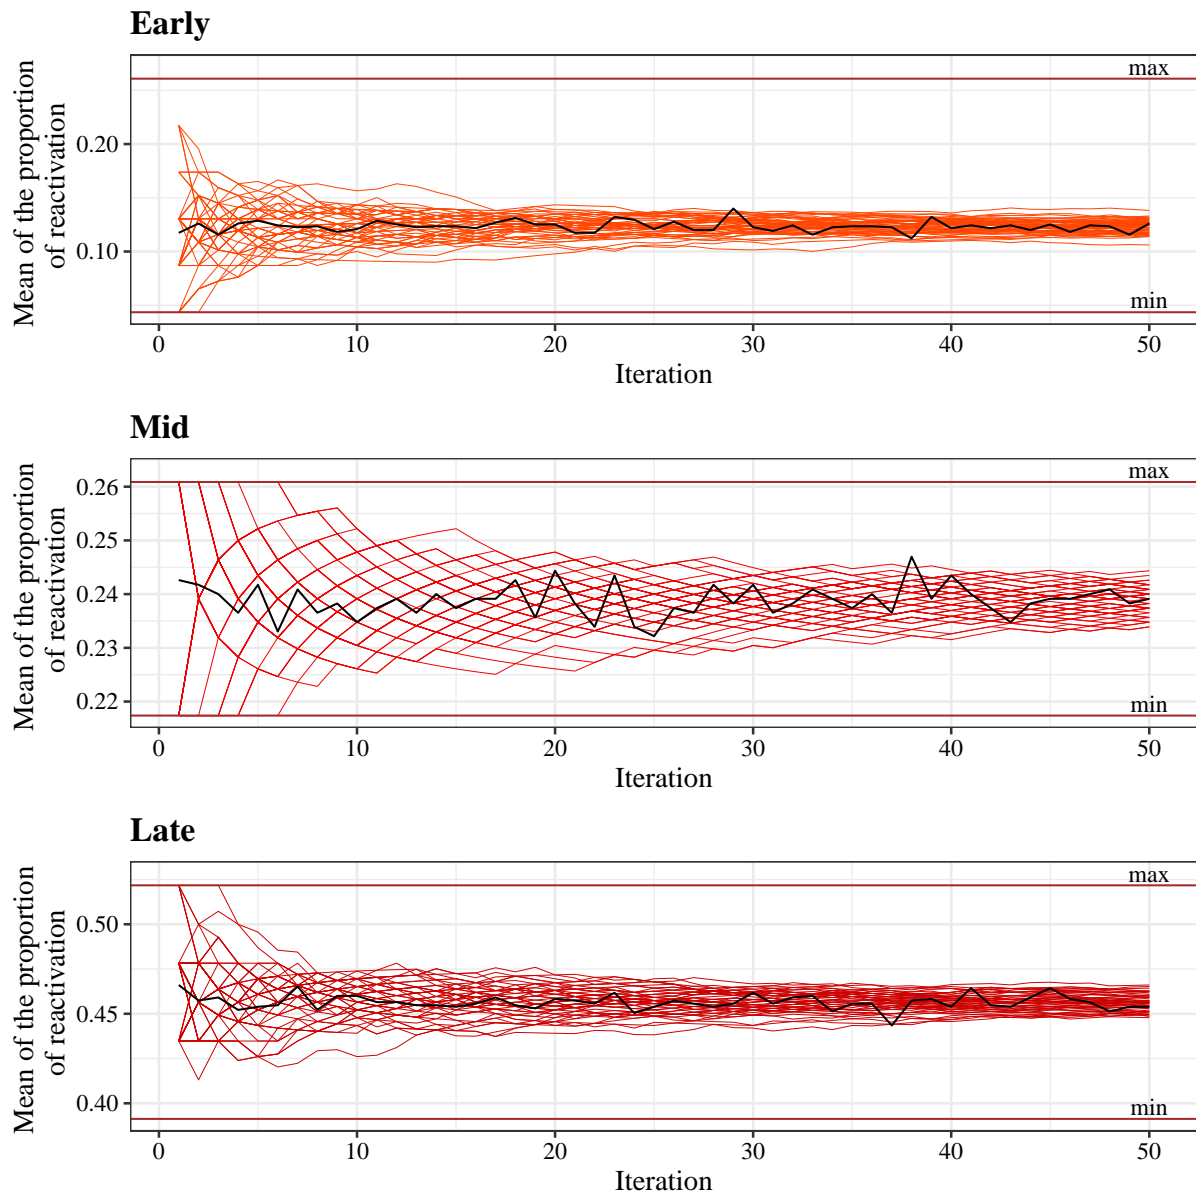 Early
Mean of the proportion
of reactivation
max
0.20
0.10
min
0 10 20 30 40 50
Iteration
Mid
Mean of the proportion
of reactivation
max
0.26
0.25
0.24
0.23
0.22
min
0 10 20 30 40 50
Iteration
Late
Mean of the proportion
of reactivation
max
0.50
0.45
0.40
min
0 10 20 30 40 50
Iteration